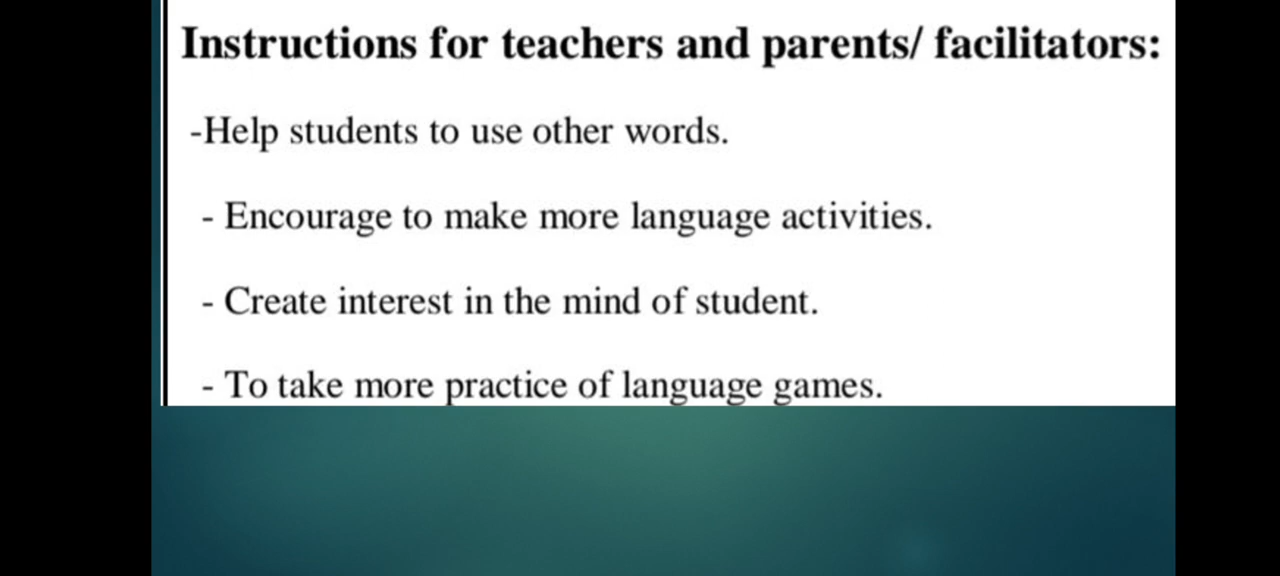 Instructions for teachers and parents/ facilitators:
-Help students to use other words.
- Encourage to make more language activities.
- Create interest in the mind of student.
- To take more practice of language games.